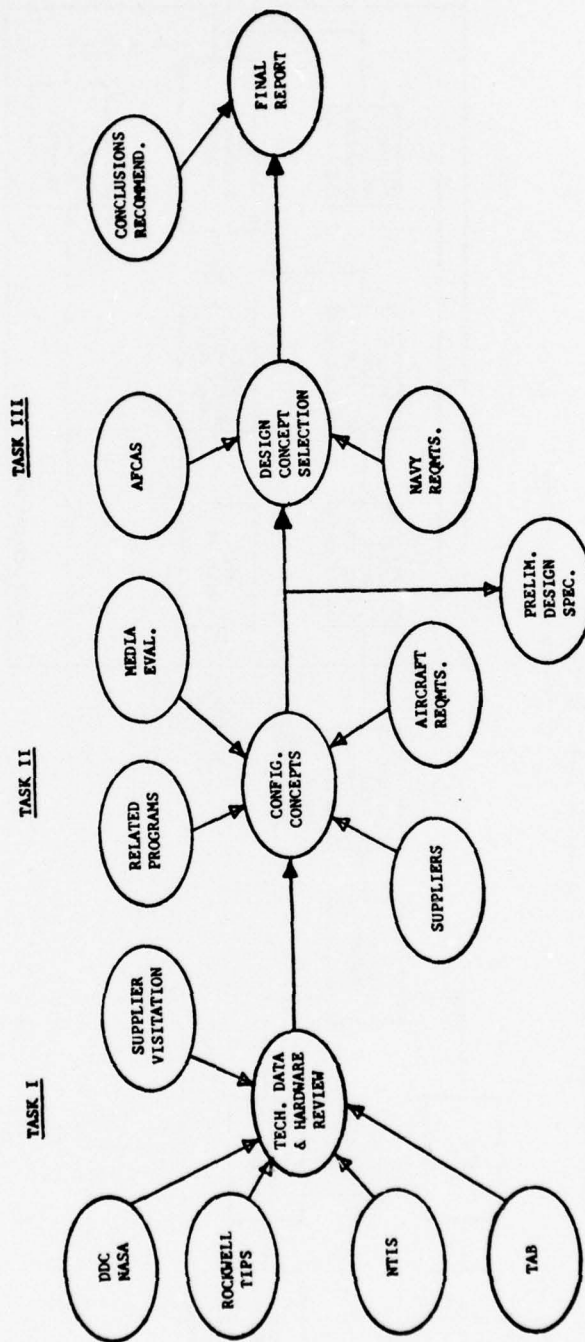 TASK I
TASK II
TASK III
DDC
NASA
ROCKWELL
TIPS
NTIS
TAB
SUPPLIER
VISITATION
TECH. DATA
& HARDWARE
REVIEW
RELATED
PROGRAMS
MEDIA
EVAL.
CONFIG.
CONCEPTS
SUPPLIERS
AIRCRAFT
REQMTS.
PRELIM.
DESIGN
SPEC.
AFCAS
DESIGN
CONCEPT
SELECTION
NAVY
REQMTS.
CONCLUSIONS
RECOMMEND.
FINAL
REPORT